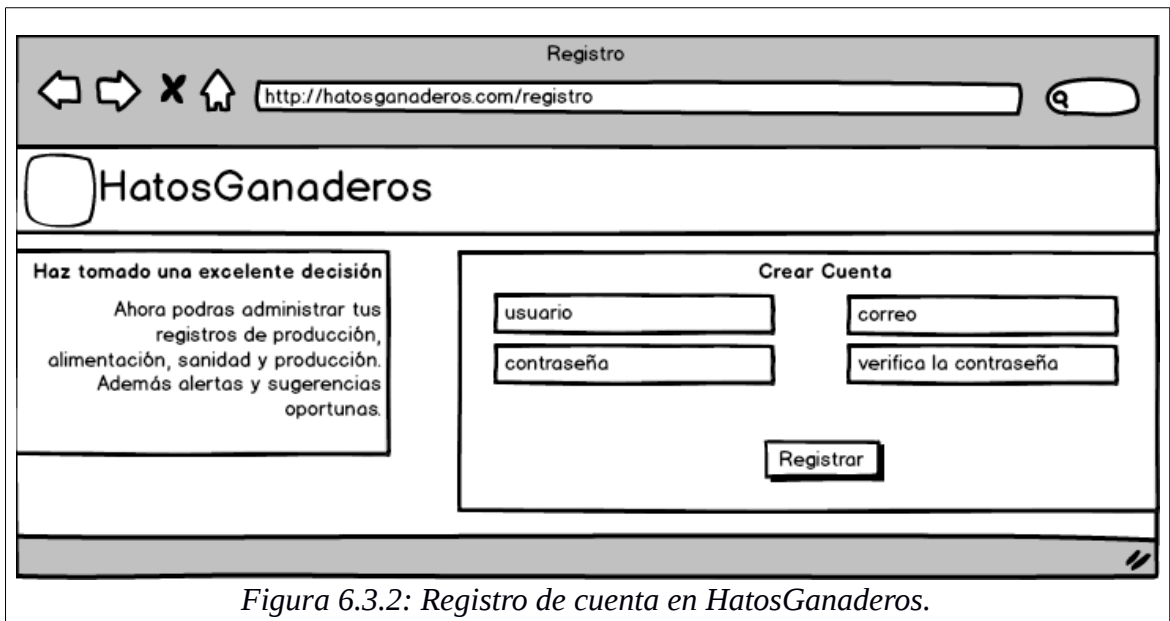 Registro
http://hatosganaderos.com/registro
HatosGanaderos
Haz tomado una excelente decisión
Ahora podras administrar tus
registros de producción,
alimentación, sanidad y producción.
Además alertas y sugerencias
oportunas.
Crear Cuenta
usuario
correo
contraseña
verifica la contraseña
Registrar
Figura 6.3.2: Registro de cuenta en HatosGanaderos.